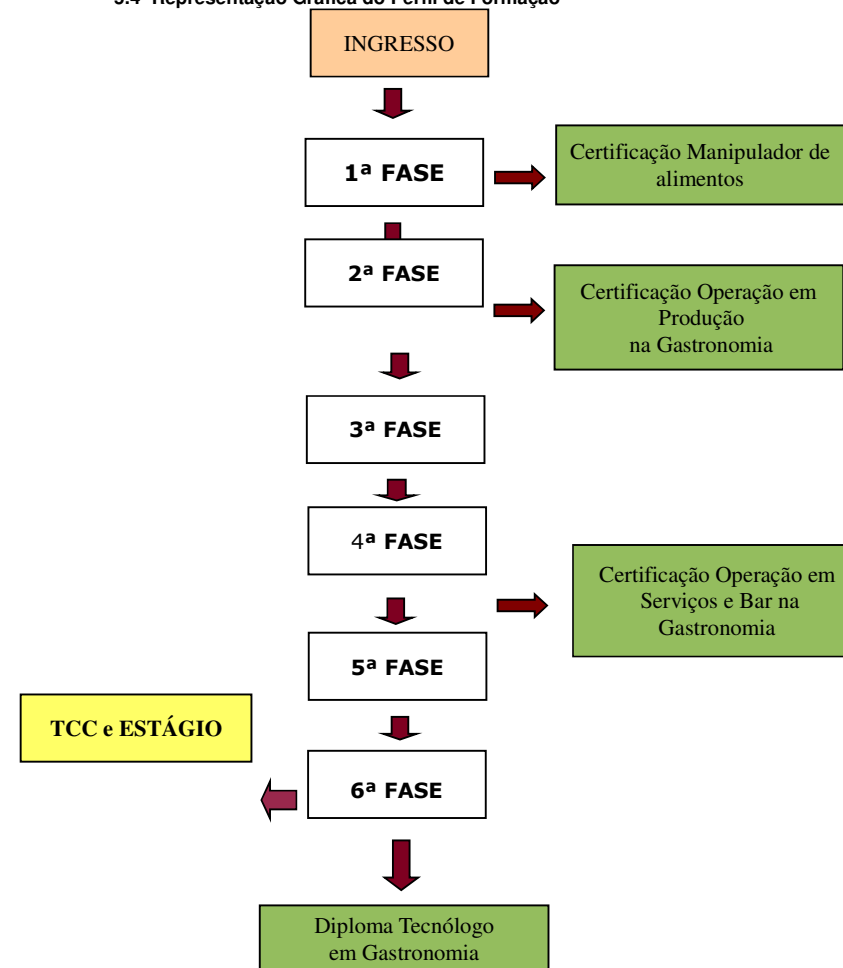 3.4 Representação Gráfica do Perfil de Formação
INGRESSO
1ª FASE
Certificação Manipulador de
alimentos
2ª FASE
Certificação Operação em
Produção
na Gastronomia
3ª FASE
4ª FASE
Certificação Operação em
Serviços e Bar na
Gastronomia
5ª FASE
TCC e ESTÁGIO
6ª FASE
Diploma Tecnólogo
em Gastronomia